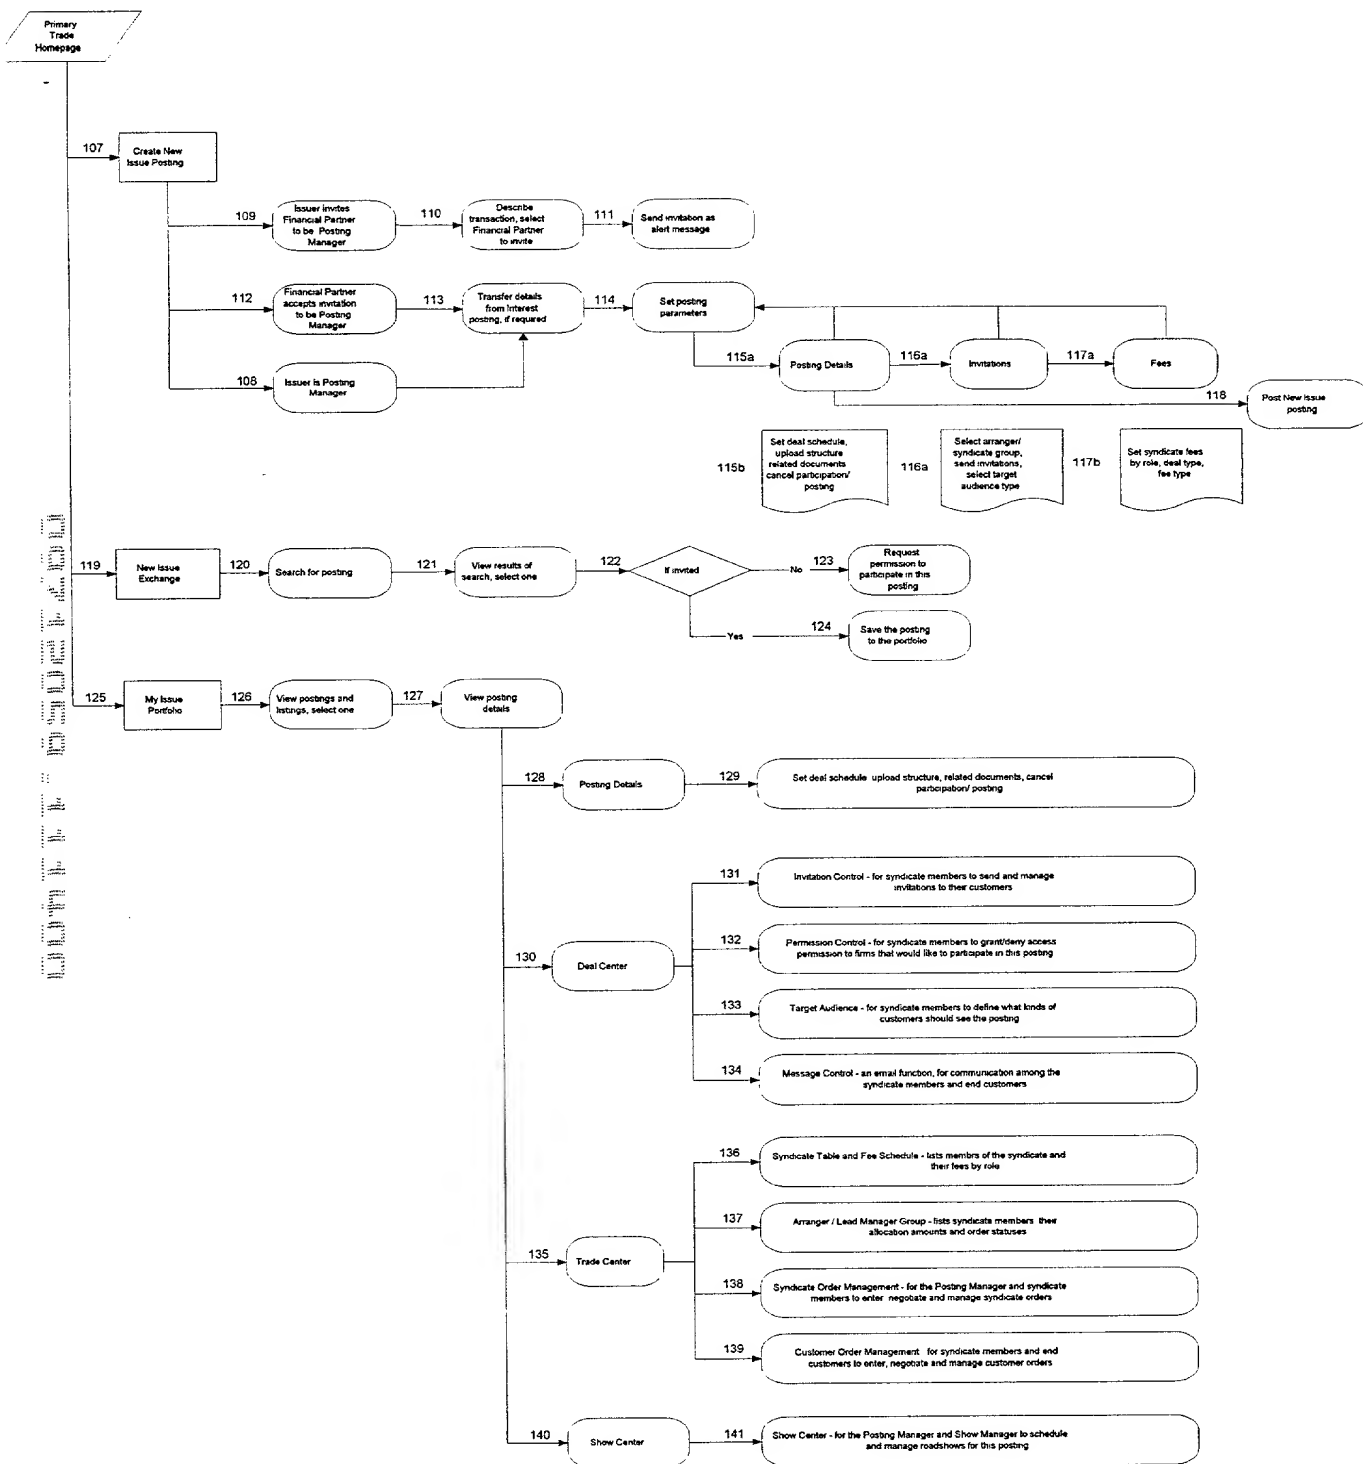 Primary
Trade
Homepage
107
Create New
Issue Posting
109
Issuer invites
Financial Partner
to be Posting
Manager
110
Describe
transaction, select
Financial Partner
to invite
111
Send invitation as
alert message
112
Financial Partner
accepts invitation
to be Posting
Manager
113
Transfer details
from Interest
posting, if required
114
Set posting
parameters
108
Issuer is Posting
Manager
115a
Posting Details
116a
Invitations
117a
Fees
118
Post New Issue
posting
115b
Set deal schedule,
upload structure
related documents
cancel participation/
posting
116a
Select arranger/
syndicate group,
send invitations,
select target
audience type
117b
Set syndicate fees
by role, deal type,
fee type
119
New Issue
Exchange
120
Search for posting
121
View results of
search, select one
122
If invited
No
123
Request
permission to
participate in this
posting
Yes
124
Save the posting
to the portfolio
125
My Issue
Portfolio
126
View postings and
listings, select one
127
View posting
details
128
Posting Details
129
Set deal schedule upload structure, related documents, cancel
participation/ posting
130
Deal Center
131
Invitation Control - for syndicate members to send and manage
invitations to their customers
132
Permission Control - for syndicate members to grant/deny access
permission to firms that would like to participate in this posting
133
Target Audience - for syndicate members to define what kinds of
customers should see the posting
134
Message Control - an email function, for communication among the
syndicate members and end customers
135
Trade Center
136
Syndicate Table and Fee Schedule - lists membrs of the syndicate and
their fees by role
137
Arranger / Lead Manager Group - lists syndicate members their
allocation amounts and order statuses
138
Syndicate Order Management - for the Posting Manager and syndicate
members to enter negotiate and manage syndicate orders
139
Customer Order Management for syndicate members and end
customers to enter, negotiate and manage customer orders
140
Show Center
141
Show Center - for the Posting Manager and Show Manager to schedule
and manage roadshows for this posting